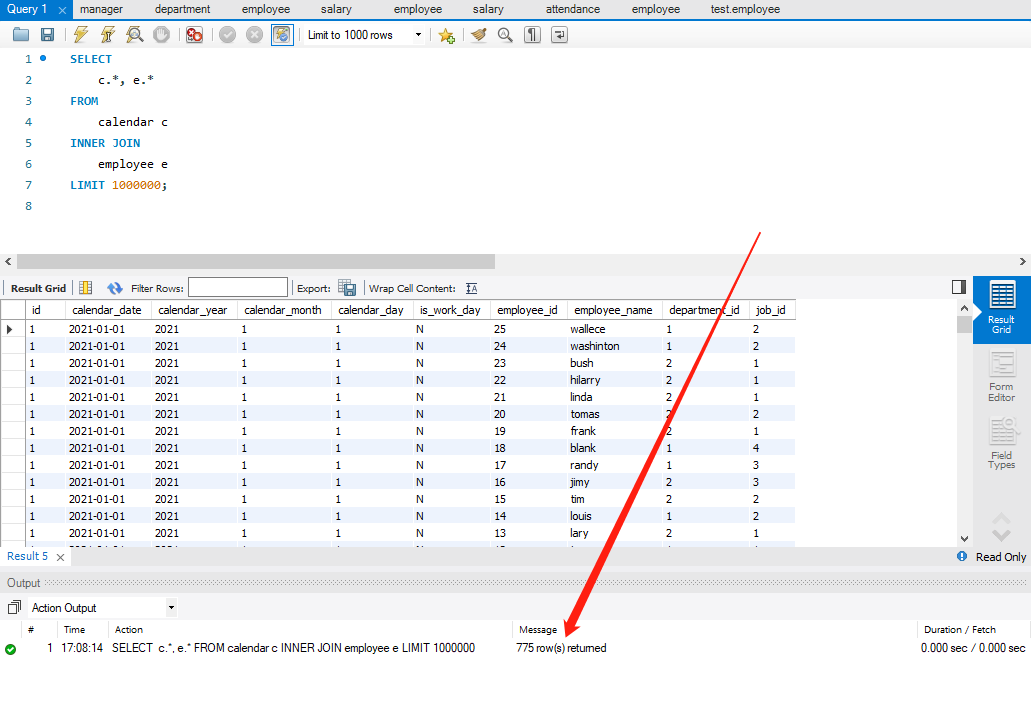 Query 1 manager department employee salary employee salary attendance employee test.employee
Limit to 1000 rows
1 SELECT
2 c.*, e.*
3 FROM
4 calendar c
5 INNER JOIN
6 employee e
7 LIMIT 1000000;
8
Result Grid Filter Rows: Export: Wrap Cell Content: IA
id calendar_date calendar_year calendar_month calendar_day is_work_day employee_id employee_name department_id job_id
1 2021-01-01 2021 1 1 N 25 wallece 1 2
1 2021-01-01 2021 1 1 N 24 washinton 1 2
1 2021-01-01 2021 1 1 N 23 bush 2 1
1 2021-01-01 2021 1 1 N 22 hilarry 2 1
1 2021-01-01 2021 1 1 N 21 linda 2 1
1 2021-01-01 2021 1 1 N 20 tomas 2 2
1 2021-01-01 2021 1 1 N 19 frank 2 1
1 2021-01-01 2021 1 1 N 18 blank 1 4
1 2021-01-01 2021 1 1 N 17 randy 1 3
1 2021-01-01 2021 1 1 N 16 jimy 2 3
1 2021-01-01 2021 1 1 N 15 tim 2 2
1 2021-01-01 2021 1 1 N 14 louis 1 2
1 2021-01-01 2021 1 1 N 13 lary 2 1
Result
Grid
Form
Editor
Field
Types
Result 5 Read Only
Output
Action Output
# Time Action Message Duration / Fetch
1 17:08:14 SELECT c.*, e.* FROM calendar c INNER JOIN employee e LIMIT 1000000 775 row(s) returned 0.000 sec / 0.000 sec